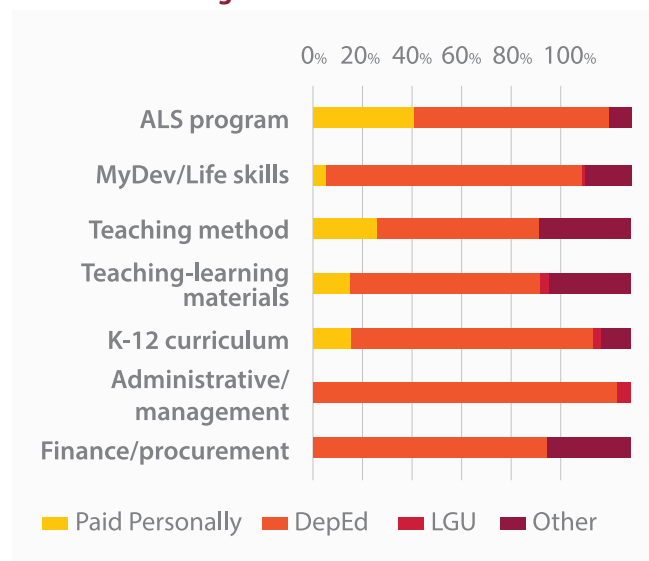 0% 20% 40% 60% 80% 100%
ALS program
MyDev/Life skills
Teaching method
Teaching-learning
materials
K-12 curriculum
Administrative/
management
Finance/procurement
Paid Personally DepEd LGU Other